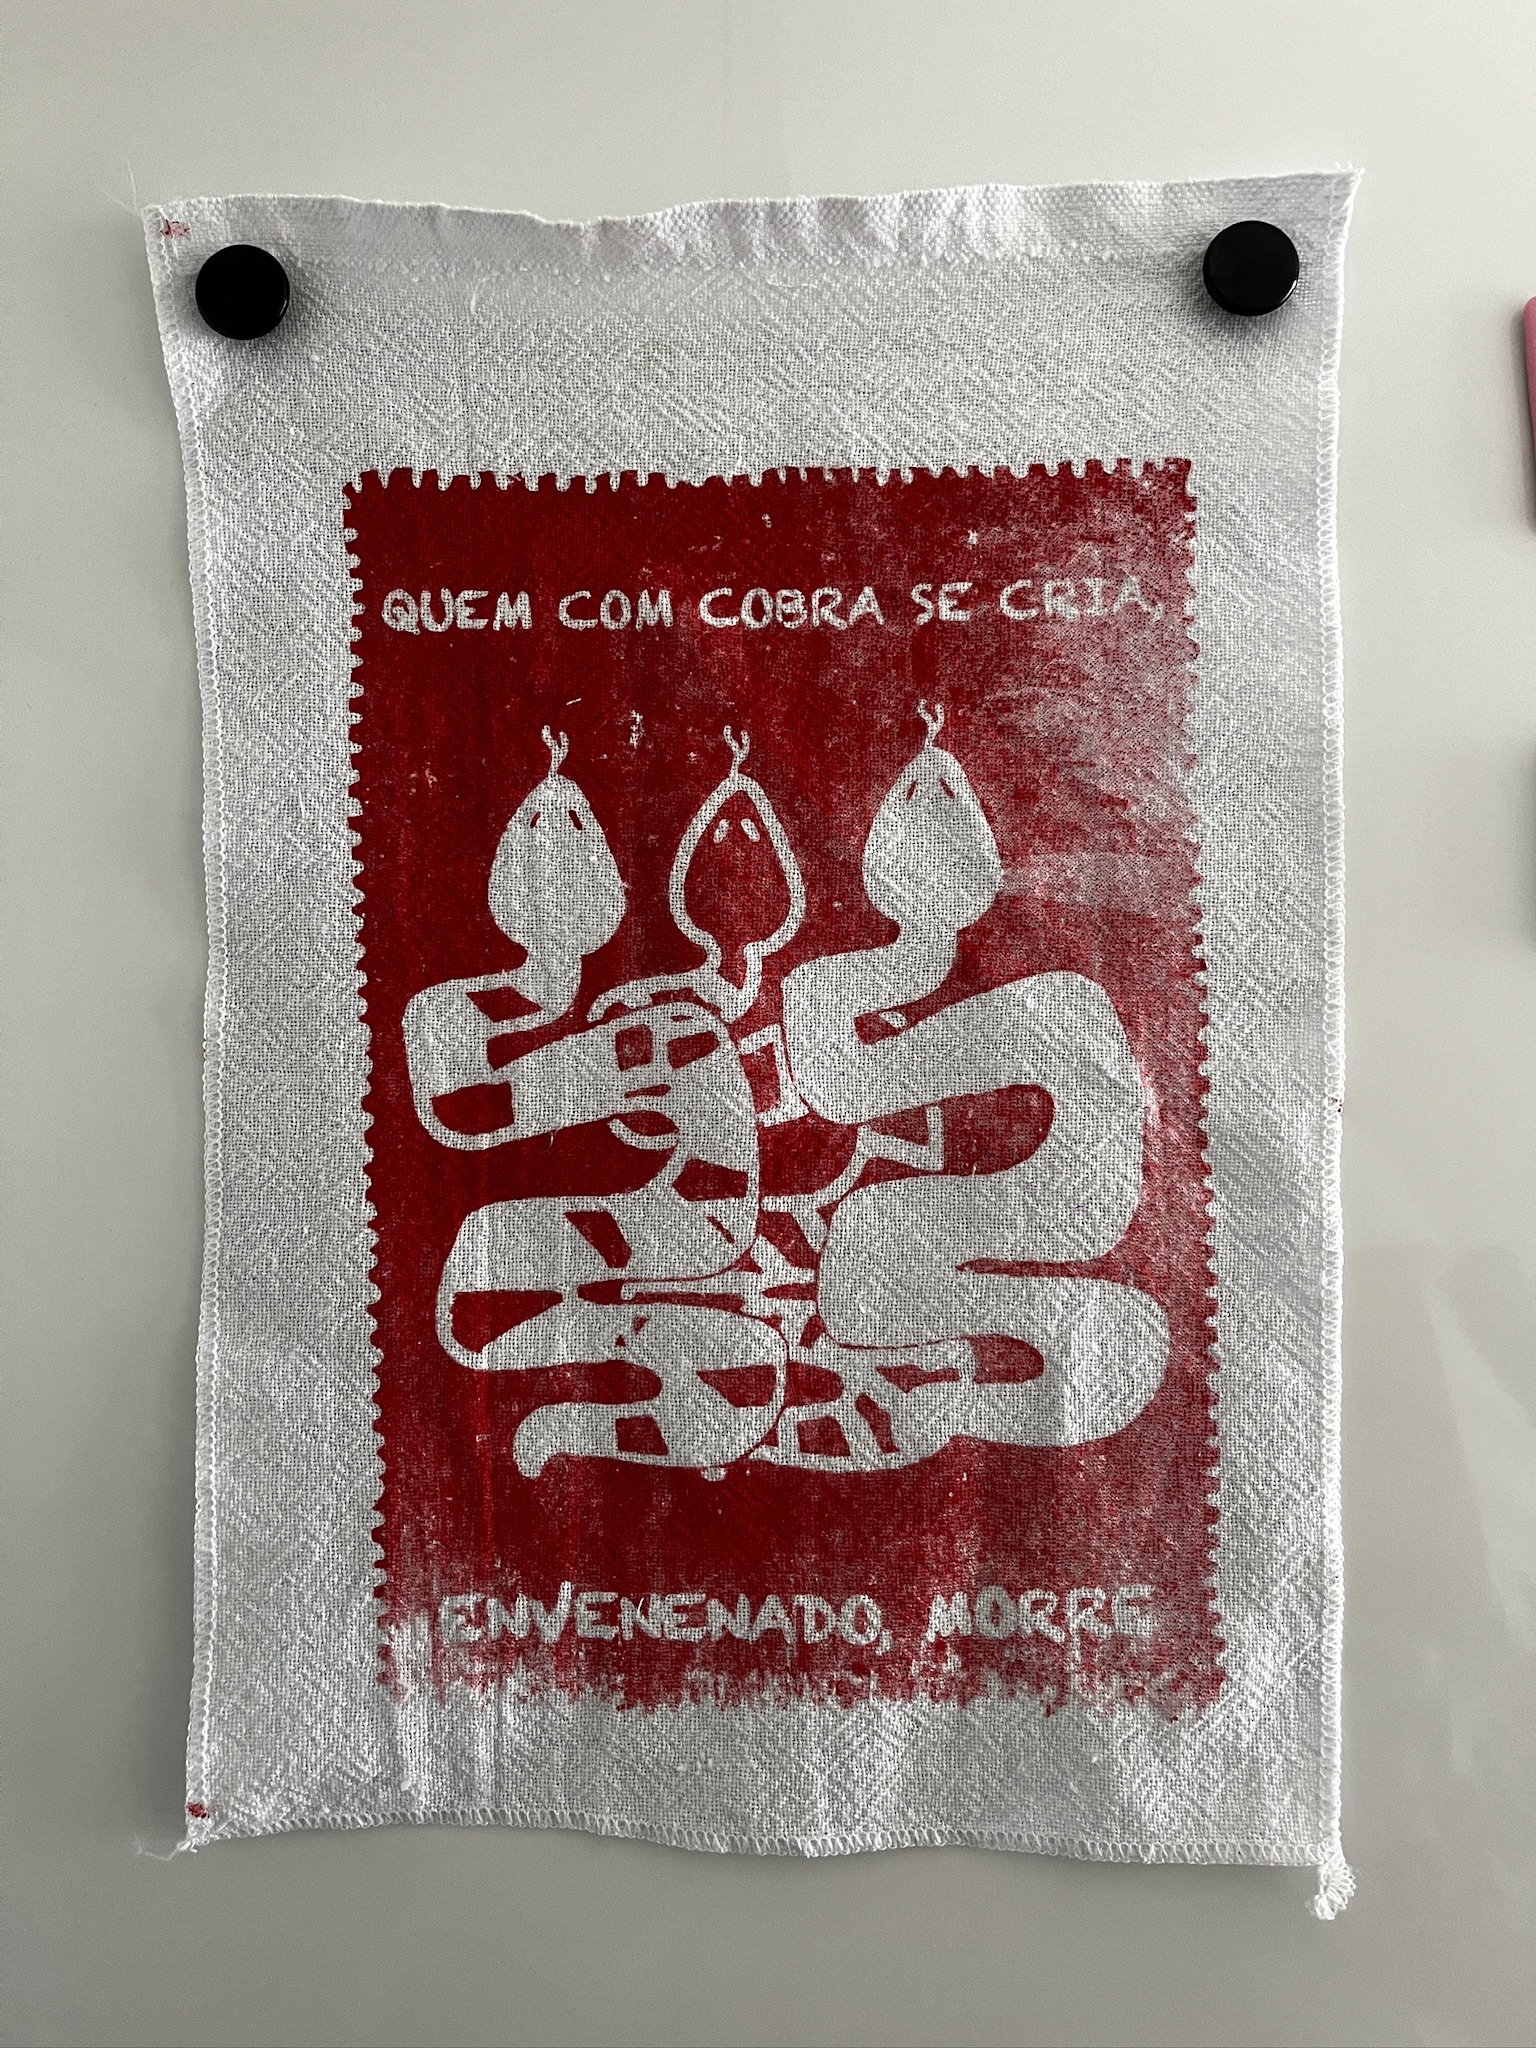 QUEM COM COBRA SE CRIA,
ENVENENADO, MORRE